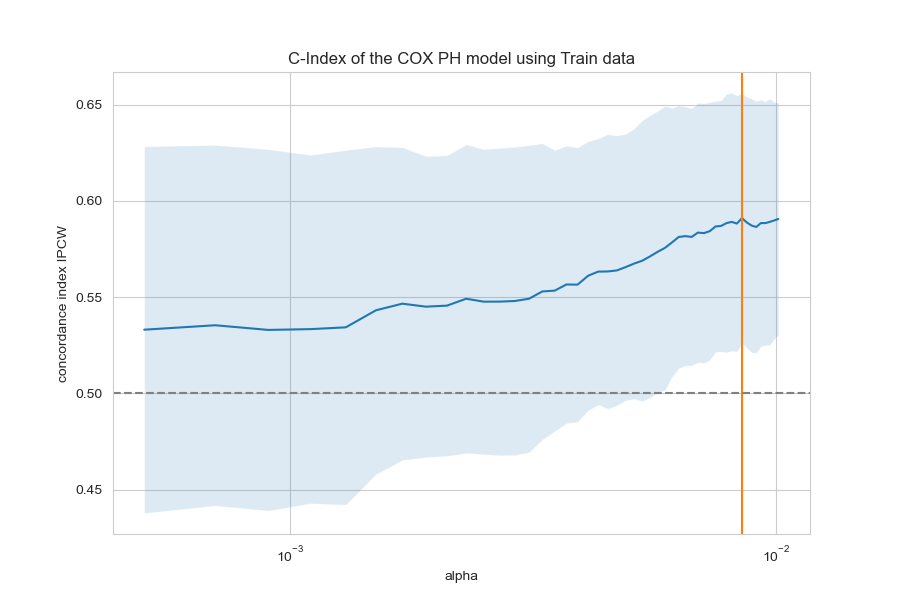 C-Index of the COX PH model using Train data
concordance index IPCW
0.65
0.60
0.55
0.50
0.45
10⁻³
10⁻²
alpha